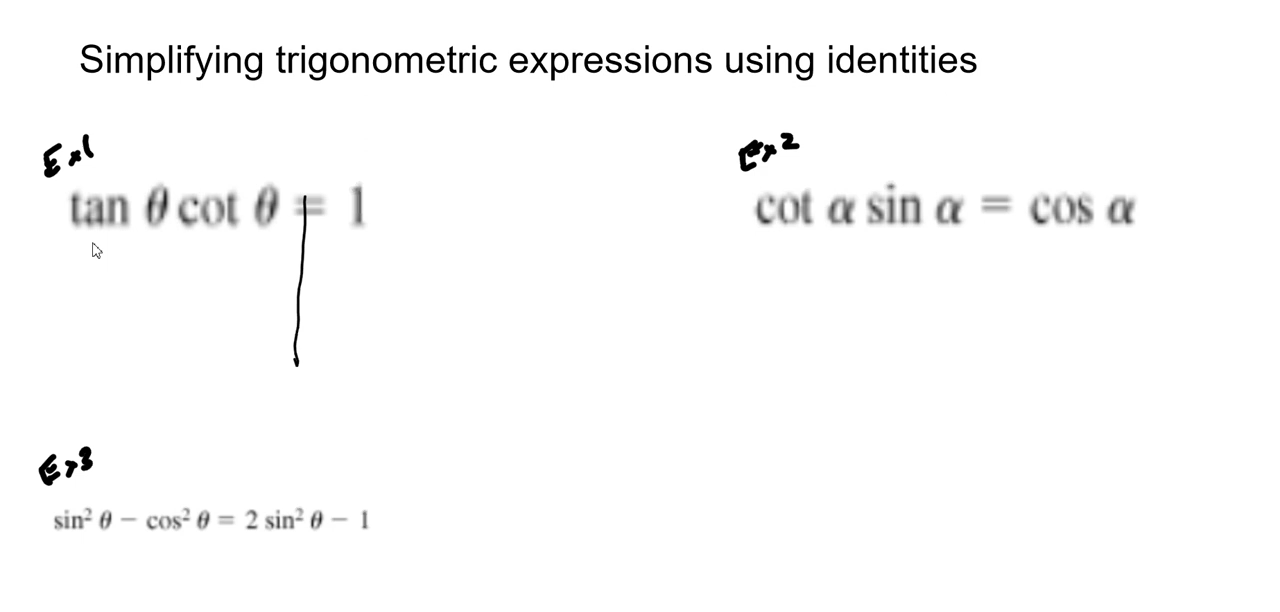 Simplifying trigonometric expressions using identities
Ex1
tan θ cot θ = 1
Ex2
cot α sin α = cos α
Ex3
sin² θ − cos² θ = 2 sin² θ − 1